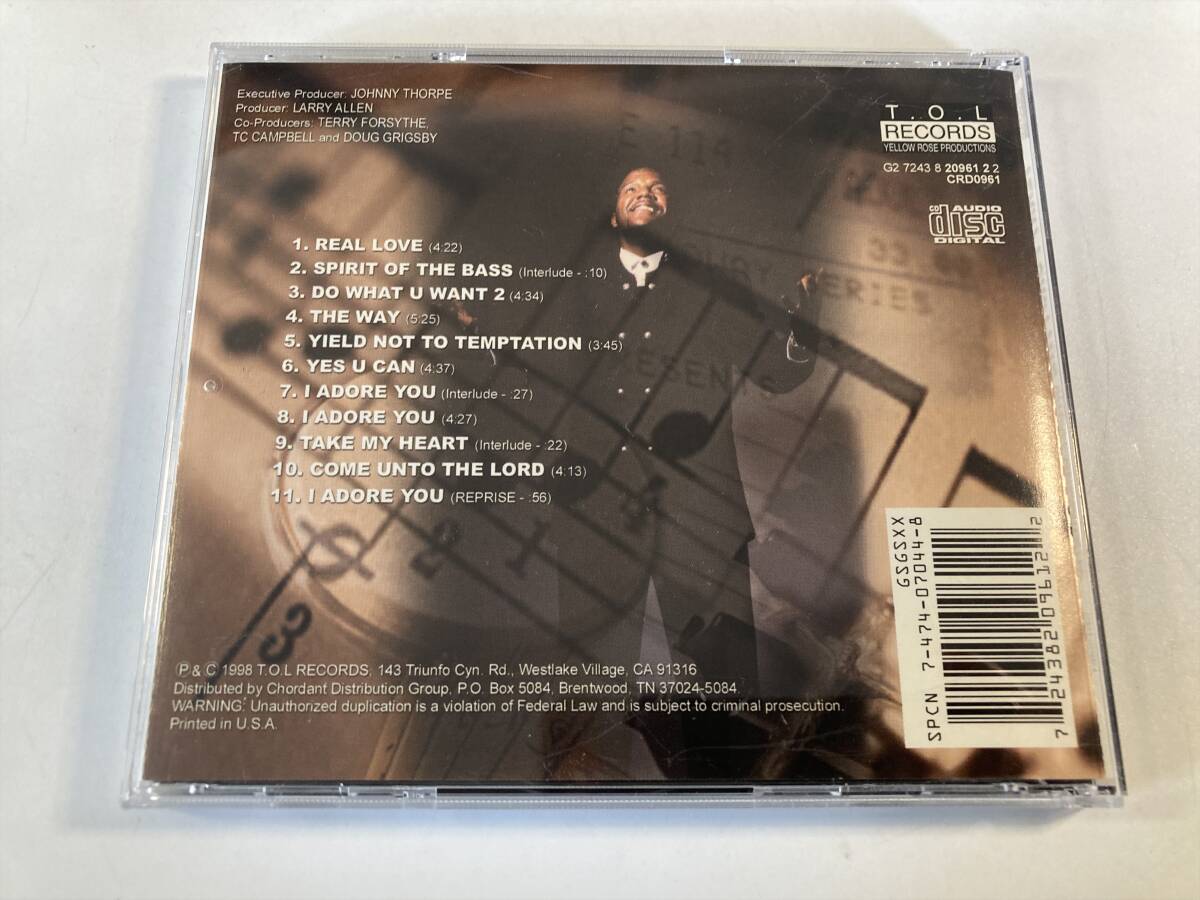 Executive Producer: JOHNNY THORPE
Producer: LARRY ALLEN
Co-Producers: TERRY FORSYTHE,
TC CAMPBELL and DOUG GRIGSBY
T.O.L
RECORDS
YELLOW ROSE PRODUCTIONS
G2 7243 8 20961 2 2
CRD0961
COMPACT
disc
DIGITAL AUDIO
1. REAL LOVE (4:22)
2. SPIRIT OF THE BASS (Interlude - :10)
3. DO WHAT U WANT 2 (4:34)
4. THE WAY (5:25)
5. YIELD NOT TO TEMPTATION (3:45)
6. YES U CAN (4:37)
7. I ADORE YOU (Interlude - :27)
8. I ADORE YOU (4:27)
9. TAKE MY HEART (Interlude - :22)
10. COME UNTO THE LORD (4:13)
11. I ADORE YOU (REPRISE - :56)
Ⓟ & © 1998 T.O.L RECORDS; 143 Triunfo Cyn. Rd., Westlake Village, CA 91316
Distributed by Chordant Distribution Group, P.O. Box 5084, Brentwood, TN 37024-5084.
WARNING: Unauthorized duplication is a violation of Federal Law and is subject to criminal prosecution.
Printed in U.S.A.
GSGSXX
SPCN 7-474-07044-8
7 24382 09612 2